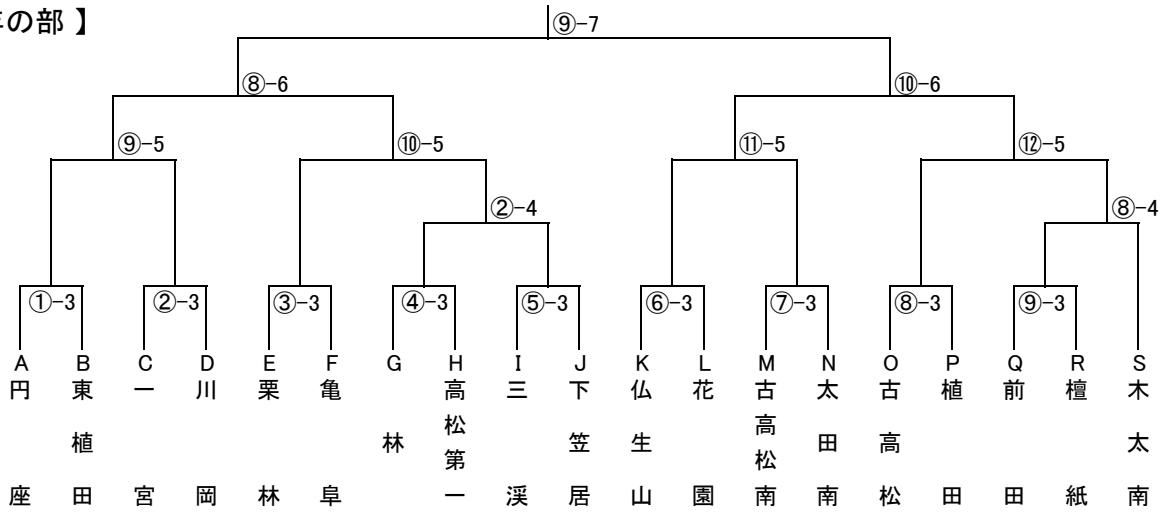 年の部 】
⑨-7
⑧-6
⑩-6
⑨-5
⑩-5
⑪-5
⑫-5
②-4
⑧-4
①-3
②-3
③-3
④-3
⑤-3
⑥-3
⑦-3
⑧-3
⑨-3
A B C D E F G H I J K L M N O P Q R S
円座
東植田
一宮
川岡
栗林
亀阜
林
高松第一
三渓
下笠居
仏生山
花園
古高松南
太田南
古高松
植田
前田
檀紙
木太南